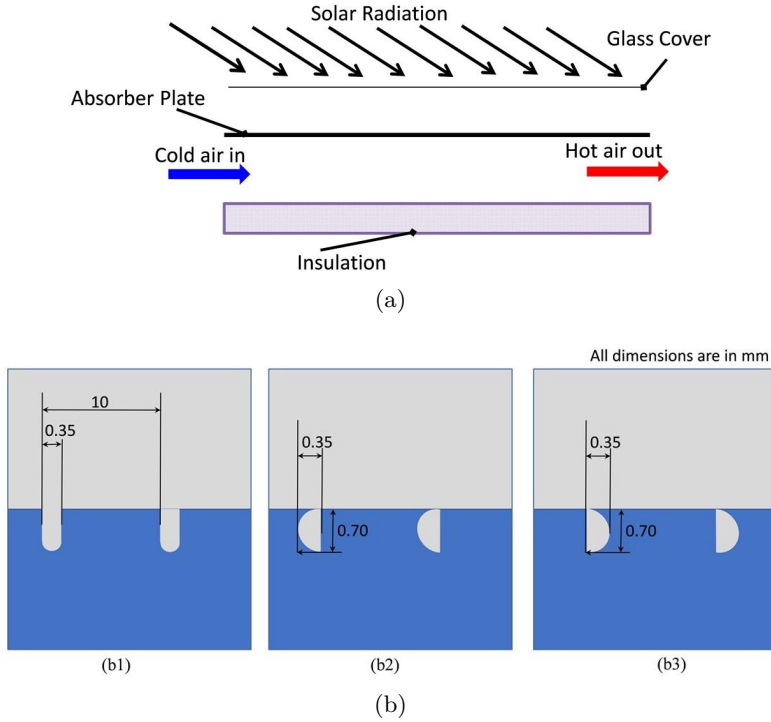 Solar Radiation
Glass Cover
Absorber Plate
Cold air in
Hot air out
Insulation
(a)
All dimensions are in mm
10
0.35
0.35
0.35
0.70
0.70
(b1)
(b2)
(b3)
(b)